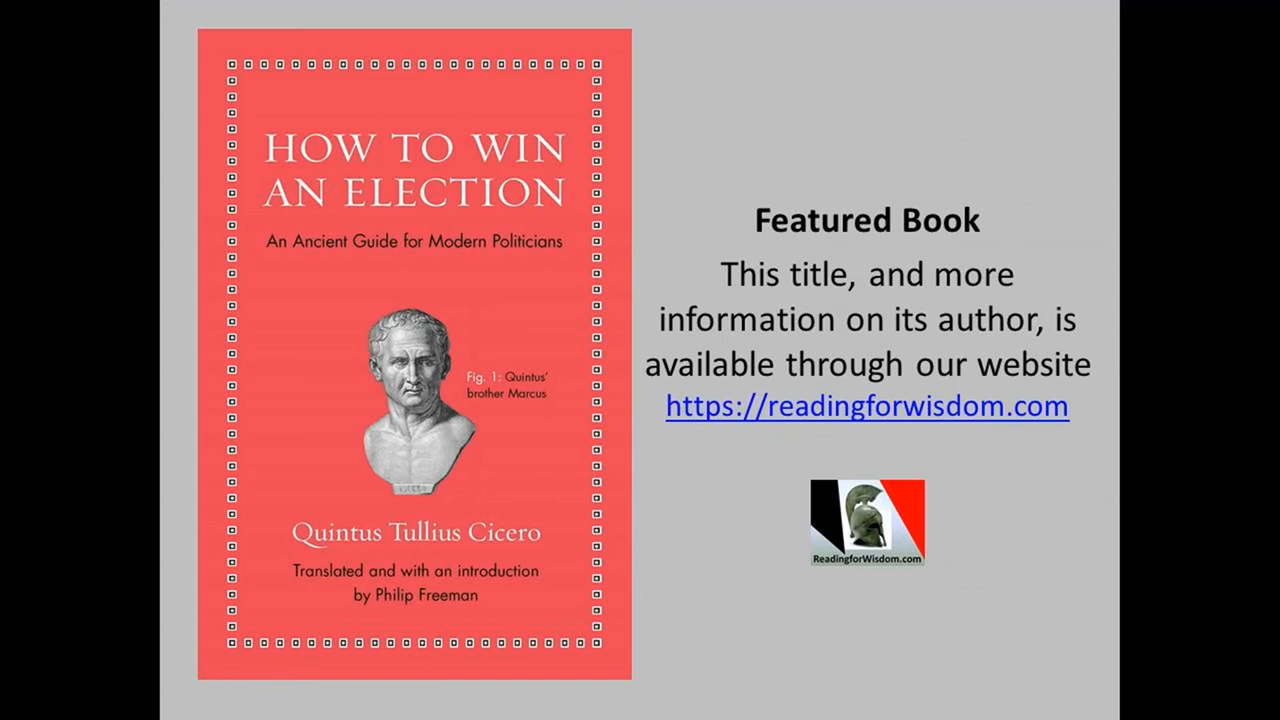 HOW TO WIN
AN ELECTION
An Ancient Guide for Modern Politicians
Fig. 1: Quintus'
brother Marcus
Quintus Tullius Cicero
Translated and with an introduction
by Philip Freeman
Featured Book
This title, and more
information on its author, is
available through our website
https://readingforwisdom.com
ReadingforWisdom.com